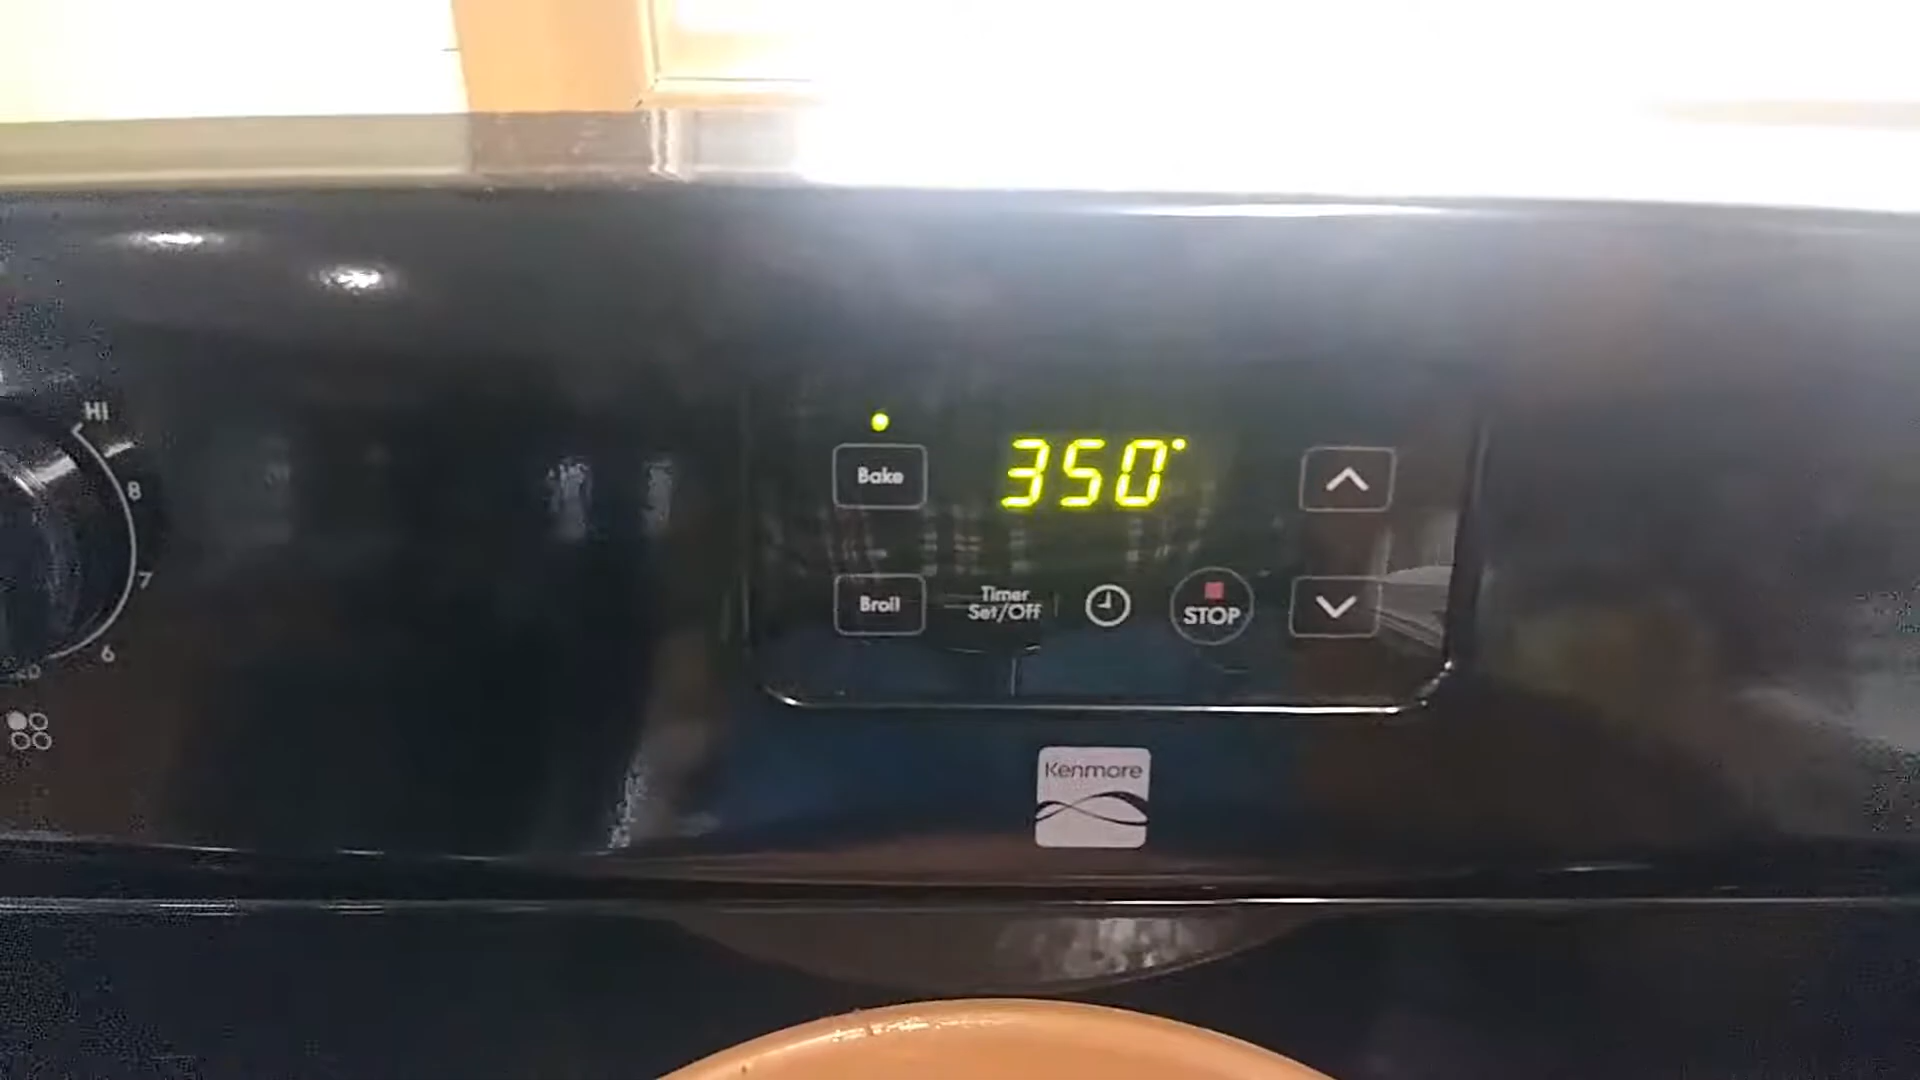 HI
8
7
6
Bake
350°
Broil
Timer
Set/Off
STOP
Kenmore